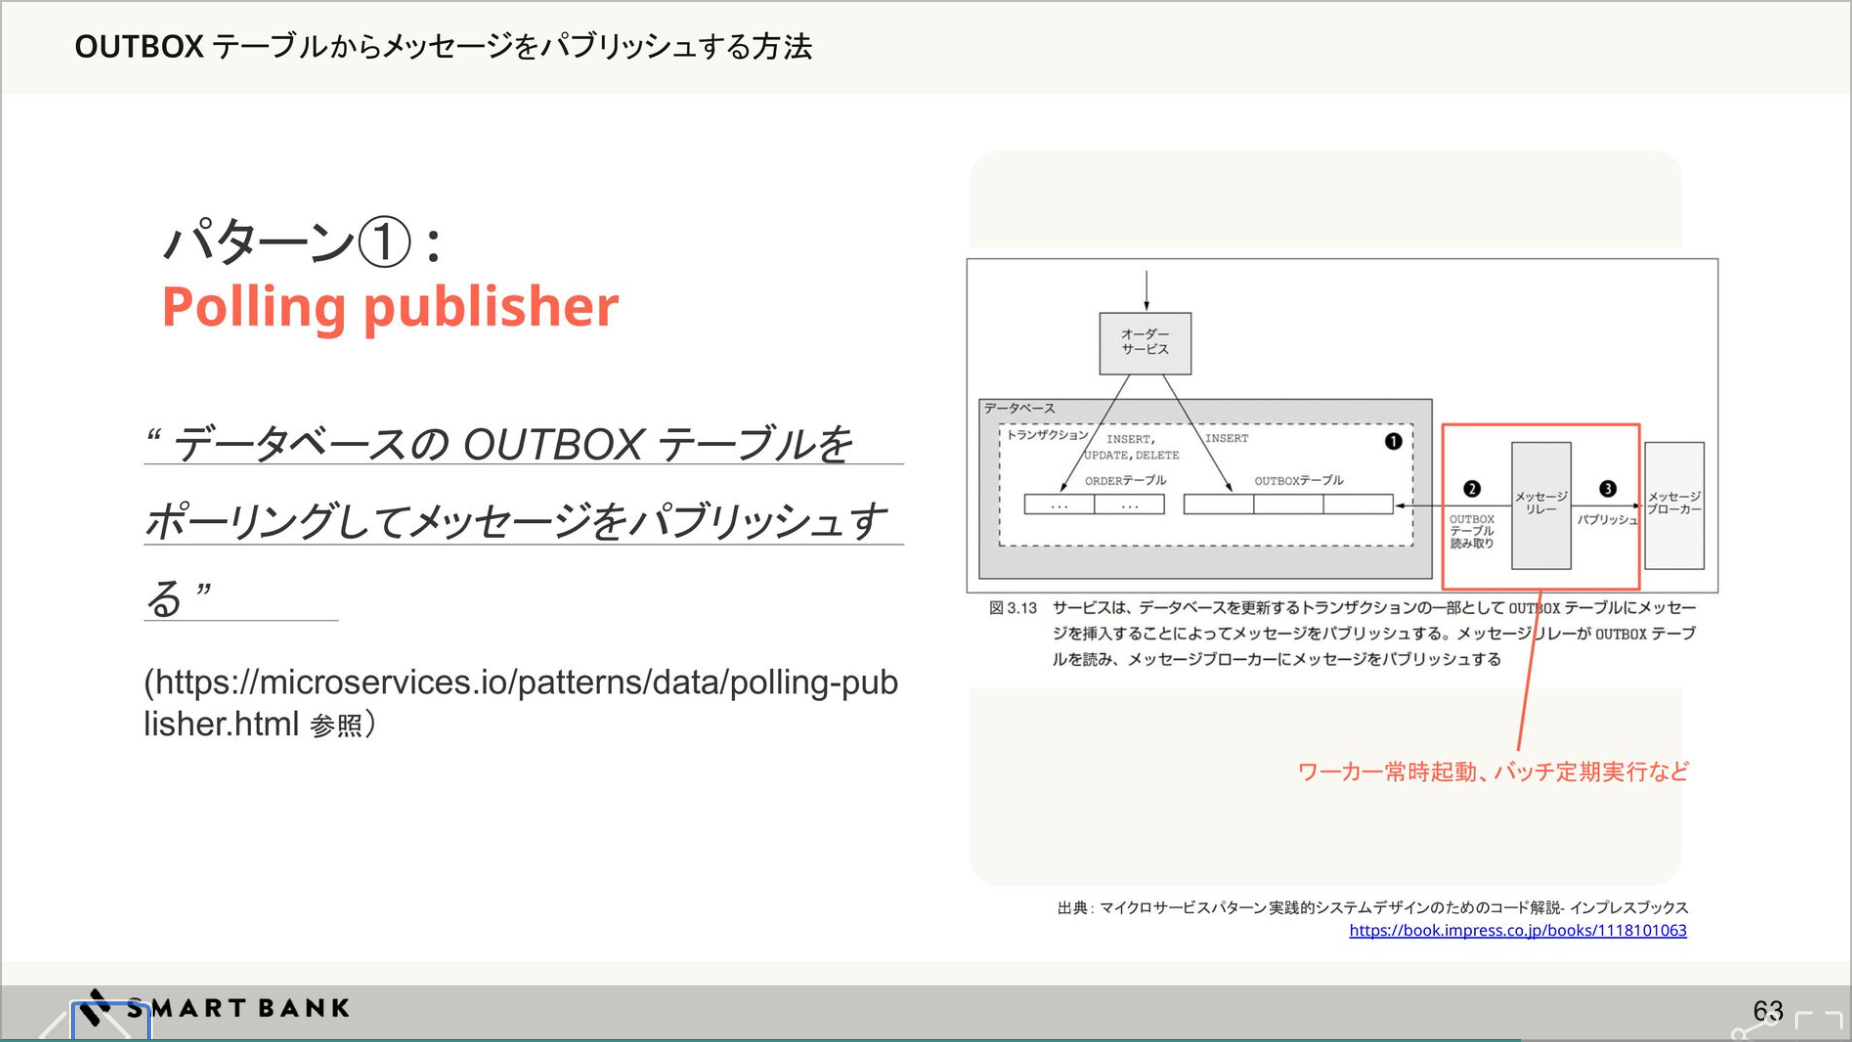 OUTBOX テーブルからメッセージをパブリッシュする方法
パターン①：
Polling publisher
“ データベースの OUTBOX テーブルを
ポーリングしてメッセージをパブリッシュす
る ”
(https://microservices.io/patterns/data/polling-pub
lisher.html 参照）
オーダー
サービス
データベース
トランザクション
INSERT,
UPDATE,DELETE
INSERT
❶
ORDERテーブル
OUTBOXテーブル
...
...
❷
OUTBOX
テーブル
読み取り
メッセージ
リレー
❸
パブリッシュ
メッセージ
ブローカー
図 3.13 サービスは、データベースを更新するトランザクションの一部として OUTBOX テーブルにメッセー
ジを挿入することによってメッセージをパブリッシュする。メッセージリレーが OUTBOX テーブ
ルを読み、メッセージブローカーにメッセージをパブリッシュする
ワーカー常時起動、バッチ定期実行など
出典： マイクロサービスパターン 実践的システムデザインのためのコード解説- インプレスブックス
https://book.impress.co.jp/books/1118101063
SMART BANK
63